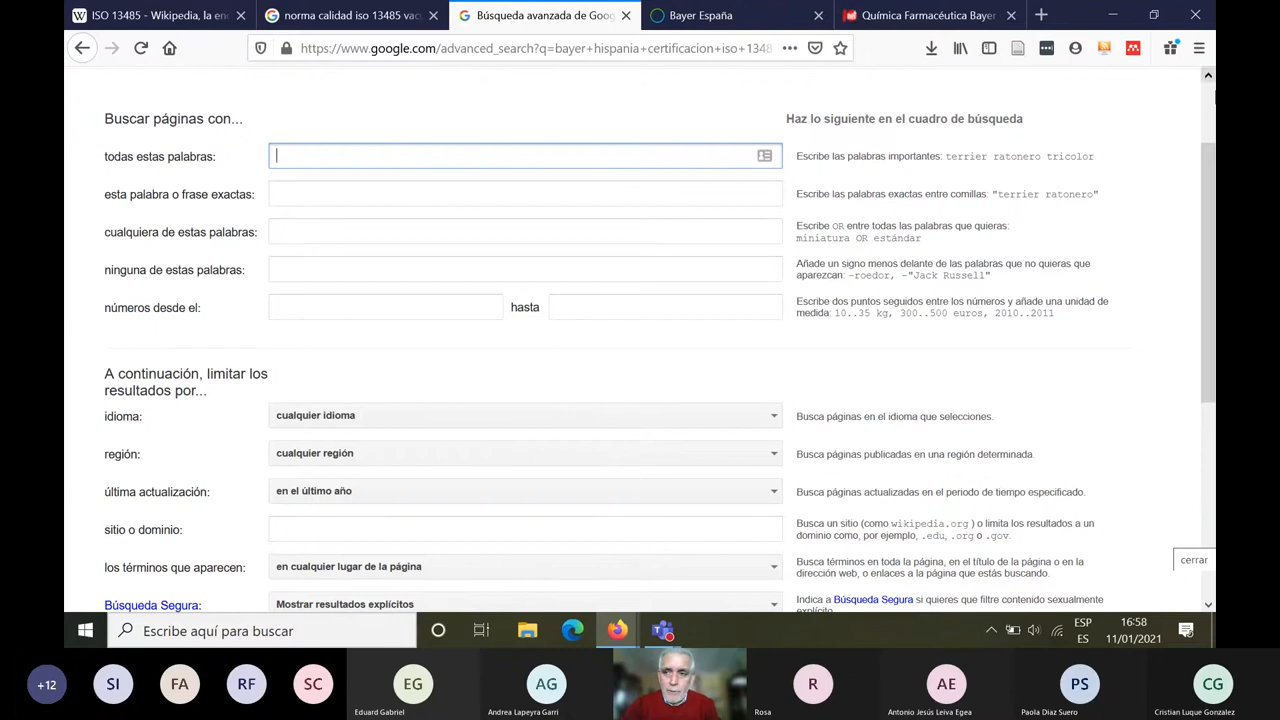 ISO 13485 - Wikipedia, la en
norma calidad iso 13485 vac
Búsqueda avanzada de Goog
Bayer España
Química Farmacéutica Bayer
https://www.google.com/advanced_search?q=bayer+hispania+certificacion+iso+1348
Buscar páginas con...
Haz lo siguiente en el cuadro de búsqueda
todas estas palabras:
Escribe las palabras importantes: terrier ratonero tricolor
esta palabra o frase exactas:
Escribe las palabras exactas entre comillas: "terrier ratonero"
cualquiera de estas palabras:
Escribe OR entre todas las palabras que quieras:
miniatura OR estándar
ninguna de estas palabras:
Añade un signo menos delante de las palabras que no quieras que
aparezcan: -roedor, -"Jack Russell"
números desde el:
hasta
Escribe dos puntos seguidos entre los números y añade una unidad de
medida: 10..35 kg, 300..500 euros, 2010..2011
A continuación, limitar los
resultados por...
idioma:
cualquier idioma
Busca páginas en el idioma que selecciones.
región:
cualquier región
Busca páginas publicadas en una región determinada.
última actualización:
en el último año
Busca páginas actualizadas en el periodo de tiempo especificado.
sitio o dominio:
Busca un sitio (como wikipedia.org ) o limita los resultados a un
dominio como, por ejemplo, .edu, .org o .gov.
los términos que aparecen:
en cualquier lugar de la página
Busca términos en toda la página, en el título de la página o en la
dirección web, o enlaces a la página que estás buscando.
cerrar
Búsqueda Segura:
Mostrar resultados explícitos
Indica a Búsqueda Segura si quieres que filtre contenido sexualmente
explícito.
Escribe aquí para buscar
ESP
ES
16:58
11/01/2021
+12
SI
FA
RF
SC
EG
AG
R
AE
PS
CG
Eduard Gabriel
Andrea Lapeyra Garri
Rosa
Antonio Jesús Leiva Egea
Paola Diaz Suero
Cristian Luque Gonzalez